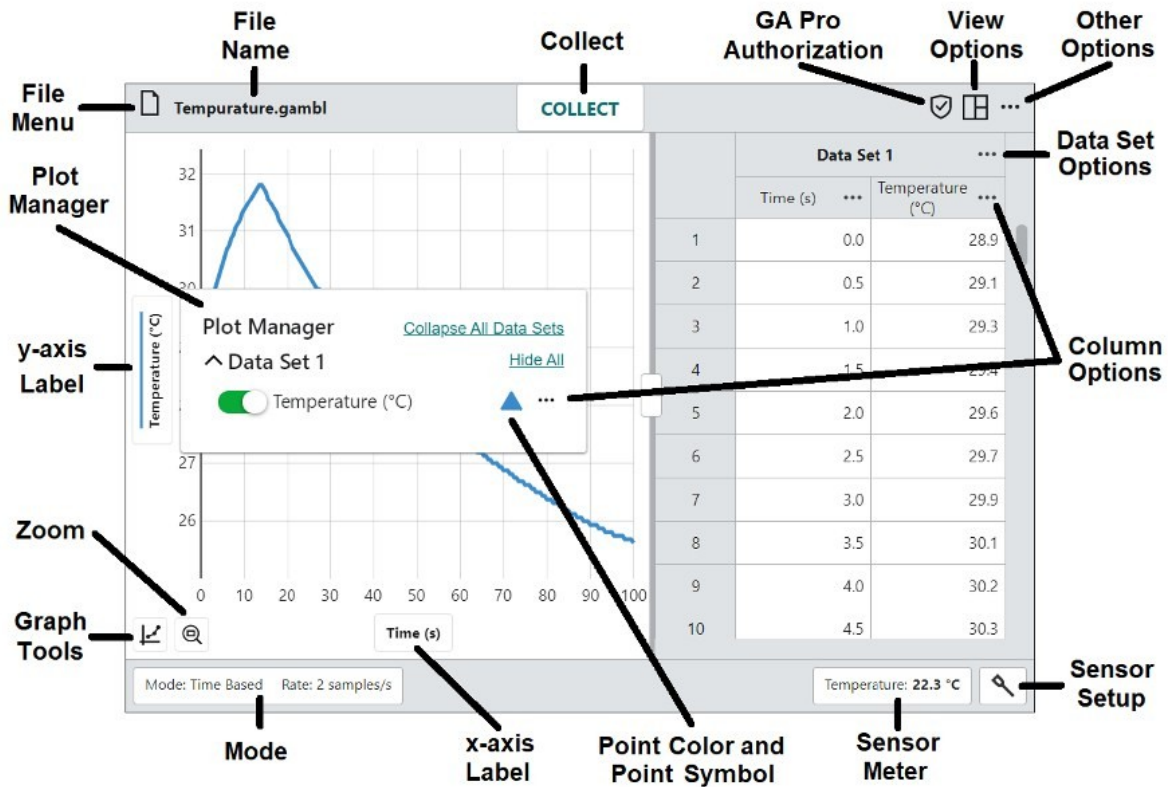 File
Name
Collect
GA Pro
Authorization
View
Options
Other
Options
File
Menu
Tempurature.gambl
COLLECT
Plot
Manager
Data Set 1
Data Set
Options
Time (s)
Temperature
(°C)
32
31
30
27
26
1 0.0 28.9
2 0.5 29.1
3 1.0 29.3
4 1.5 29.4
5 2.0 29.6
6 2.5 29.7
7 3.0 29.9
8 3.5 30.1
9 4.0 30.2
10 4.5 30.3
Plot Manager Collapse All Data Sets
Data Set 1 Hide All
Temperature (°C)
y-axis
Label
Temperature (°C)
Column
Options
Zoom
0 10 20 30 40 50 60 70 80 90 100
Graph
Tools
Time (s)
Mode: Time Based Rate: 2 samples/s
Temperature: 22.3 °C
Sensor
Setup
Mode
x-axis
Label
Point Color and
Point Symbol
Sensor
Meter